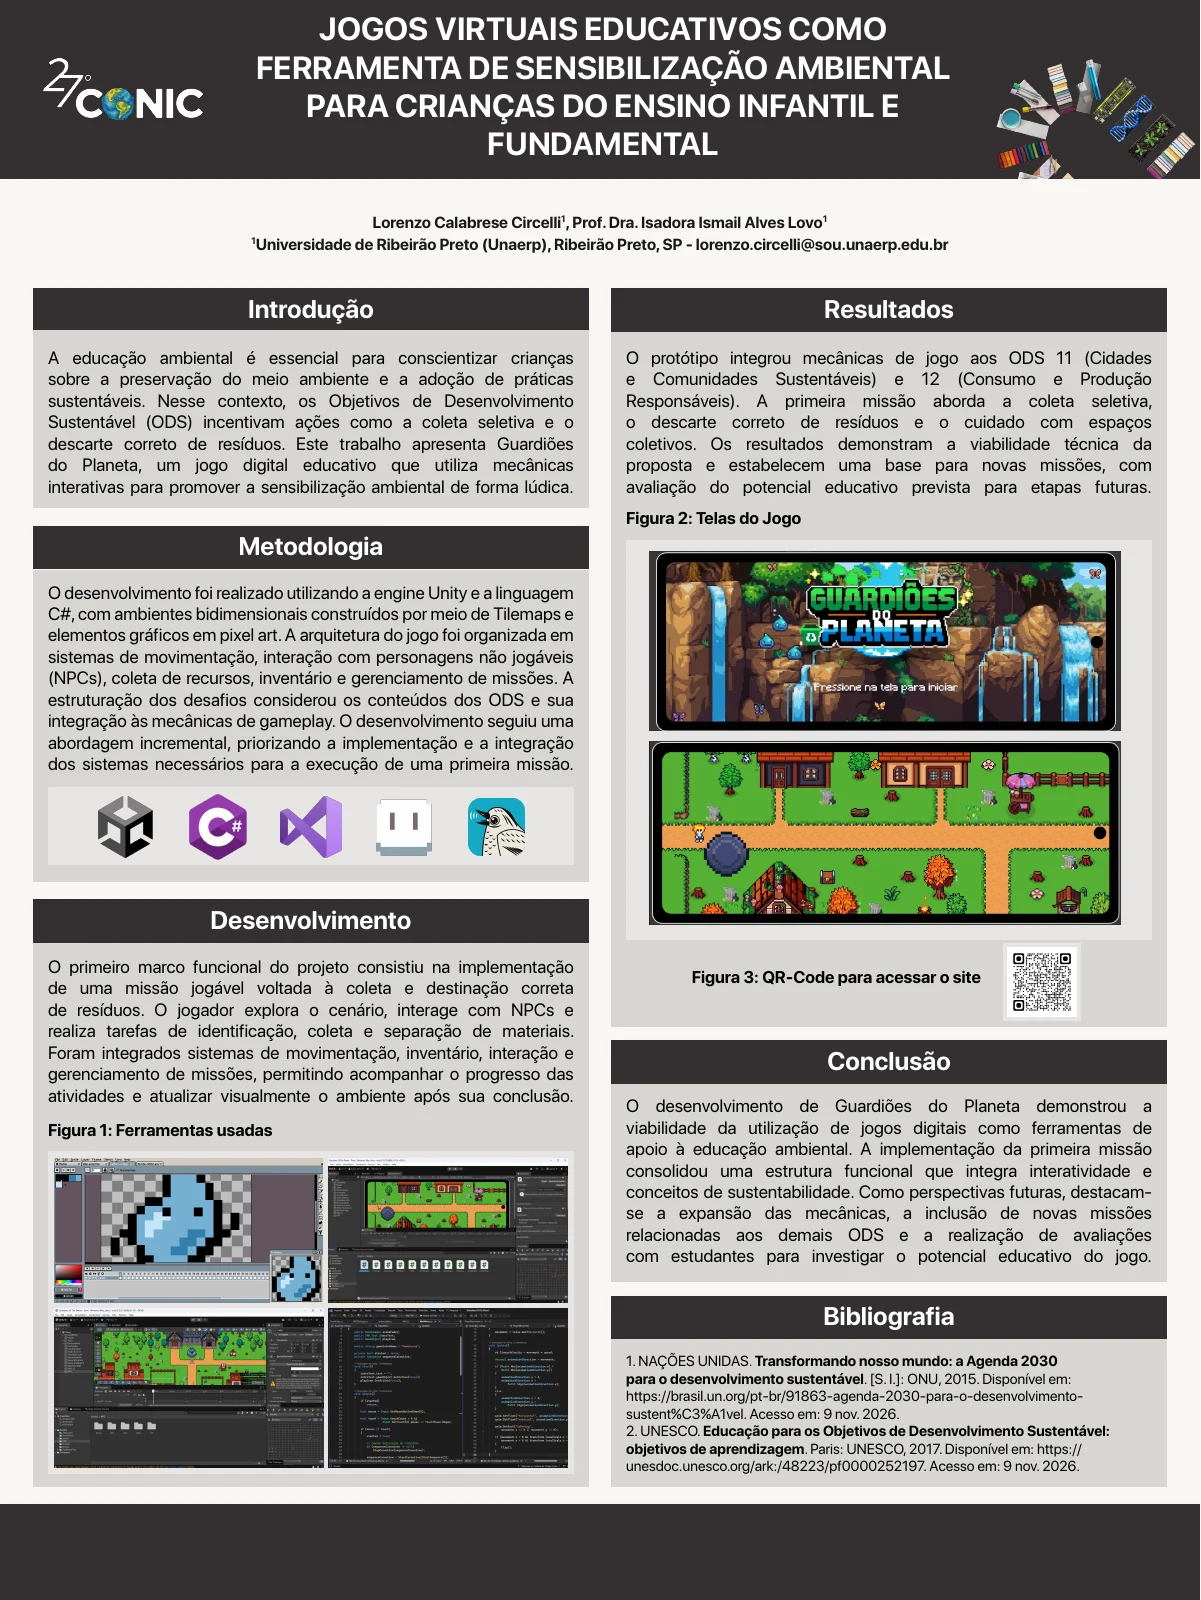 JOGOS VIRTUAIS EDUCATIVOS COMO
FERRAMENTA DE SENSIBILIZAÇÃO AMBIENTAL
PARA CRIANÇAS DO ENSINO INFANTIL E
FUNDAMENTAL
27º CONIC
Lorenzo Calabrese Circelli¹, Prof. Dra. Isadora Ismail Alves Lovo¹
¹Universidade de Ribeirão Preto (Unaerp), Ribeirão Preto, SP - lorenzo.circelli@sou.unaerp.edu.br
Introdução
A educação ambiental é essencial para conscientizar crianças
sobre a preservação do meio ambiente e a adoção de práticas
sustentáveis. Nesse contexto, os Objetivos de Desenvolvimento
Sustentável (ODS) incentivam ações como a coleta seletiva e o
descarte correto de resíduos. Este trabalho apresenta Guardiões
do Planeta, um jogo digital educativo que utiliza mecânicas
interativas para promover a sensibilização ambiental de forma lúdica.
Metodologia
O desenvolvimento foi realizado utilizando a engine Unity e a linguagem
C#, com ambientes bidimensionais construídos por meio de Tilemaps e
elementos gráficos em pixel art. A arquitetura do jogo foi organizada em
sistemas de movimentação, interação com personagens não jogáveis
(NPCs), coleta de recursos, inventário e gerenciamento de missões. A
estruturação dos desafios considerou os conteúdos dos ODS e sua
integração às mecânicas de gameplay. O desenvolvimento seguiu uma
abordagem incremental, priorizando a implementação e a integração
dos sistemas necessários para a execução de uma primeira missão.
C#
Desenvolvimento
O primeiro marco funcional do projeto consistiu na implementação
de uma missão jogável voltada à coleta e destinação correta
de resíduos. O jogador explora o cenário, interage com NPCs e
realiza tarefas de identificação, coleta e separação de materiais.
Foram integrados sistemas de movimentação, inventário, interação e
gerenciamento de missões, permitindo acompanhar o progresso das
atividades e atualizar visualmente o ambiente após sua conclusão.
Figura 1: Ferramentas usadas
Resultados
O protótipo integrou mecânicas de jogo aos ODS 11 (Cidades
e Comunidades Sustentáveis) e 12 (Consumo e Produção
Responsáveis). A primeira missão aborda a coleta seletiva,
o descarte correto de resíduos e o cuidado com espaços
coletivos. Os resultados demonstram a viabilidade técnica da
proposta e estabelecem uma base para novas missões, com
avaliação do potencial educativo prevista para etapas futuras.
Figura 2: Telas do Jogo
GUARDIÕES
DO
PLANETA
Pressione na tela para iniciar
Figura 3: QR-Code para acessar o site
Conclusão
O desenvolvimento de Guardiões do Planeta demonstrou a
viabilidade da utilização de jogos digitais como ferramentas de
apoio à educação ambiental. A implementação da primeira missão
consolidou uma estrutura funcional que integra interatividade e
conceitos de sustentabilidade. Como perspectivas futuras, destacam-
se a expansão das mecânicas, a inclusão de novas missões
relacionadas aos demais ODS e a realização de avaliações
com estudantes para investigar o potencial educativo do jogo.
Bibliografia
1. NAÇÕES UNIDAS. Transformando nosso mundo: a Agenda 2030
para o desenvolvimento sustentável. [S. l.]: ONU, 2015. Disponível em:
https://brasil.un.org/pt-br/91863-agenda-2030-para-o-desenvolvimento-
sustent%C3%A1vel. Acesso em: 9 nov. 2026.
2. UNESCO. Educação para os Objetivos de Desenvolvimento Sustentável:
objetivos de aprendizagem. Paris: UNESCO, 2017. Disponível em: https://
unesdoc.unesco.org/ark:/48223/pf0000252197. Acesso em: 9 nov. 2026.